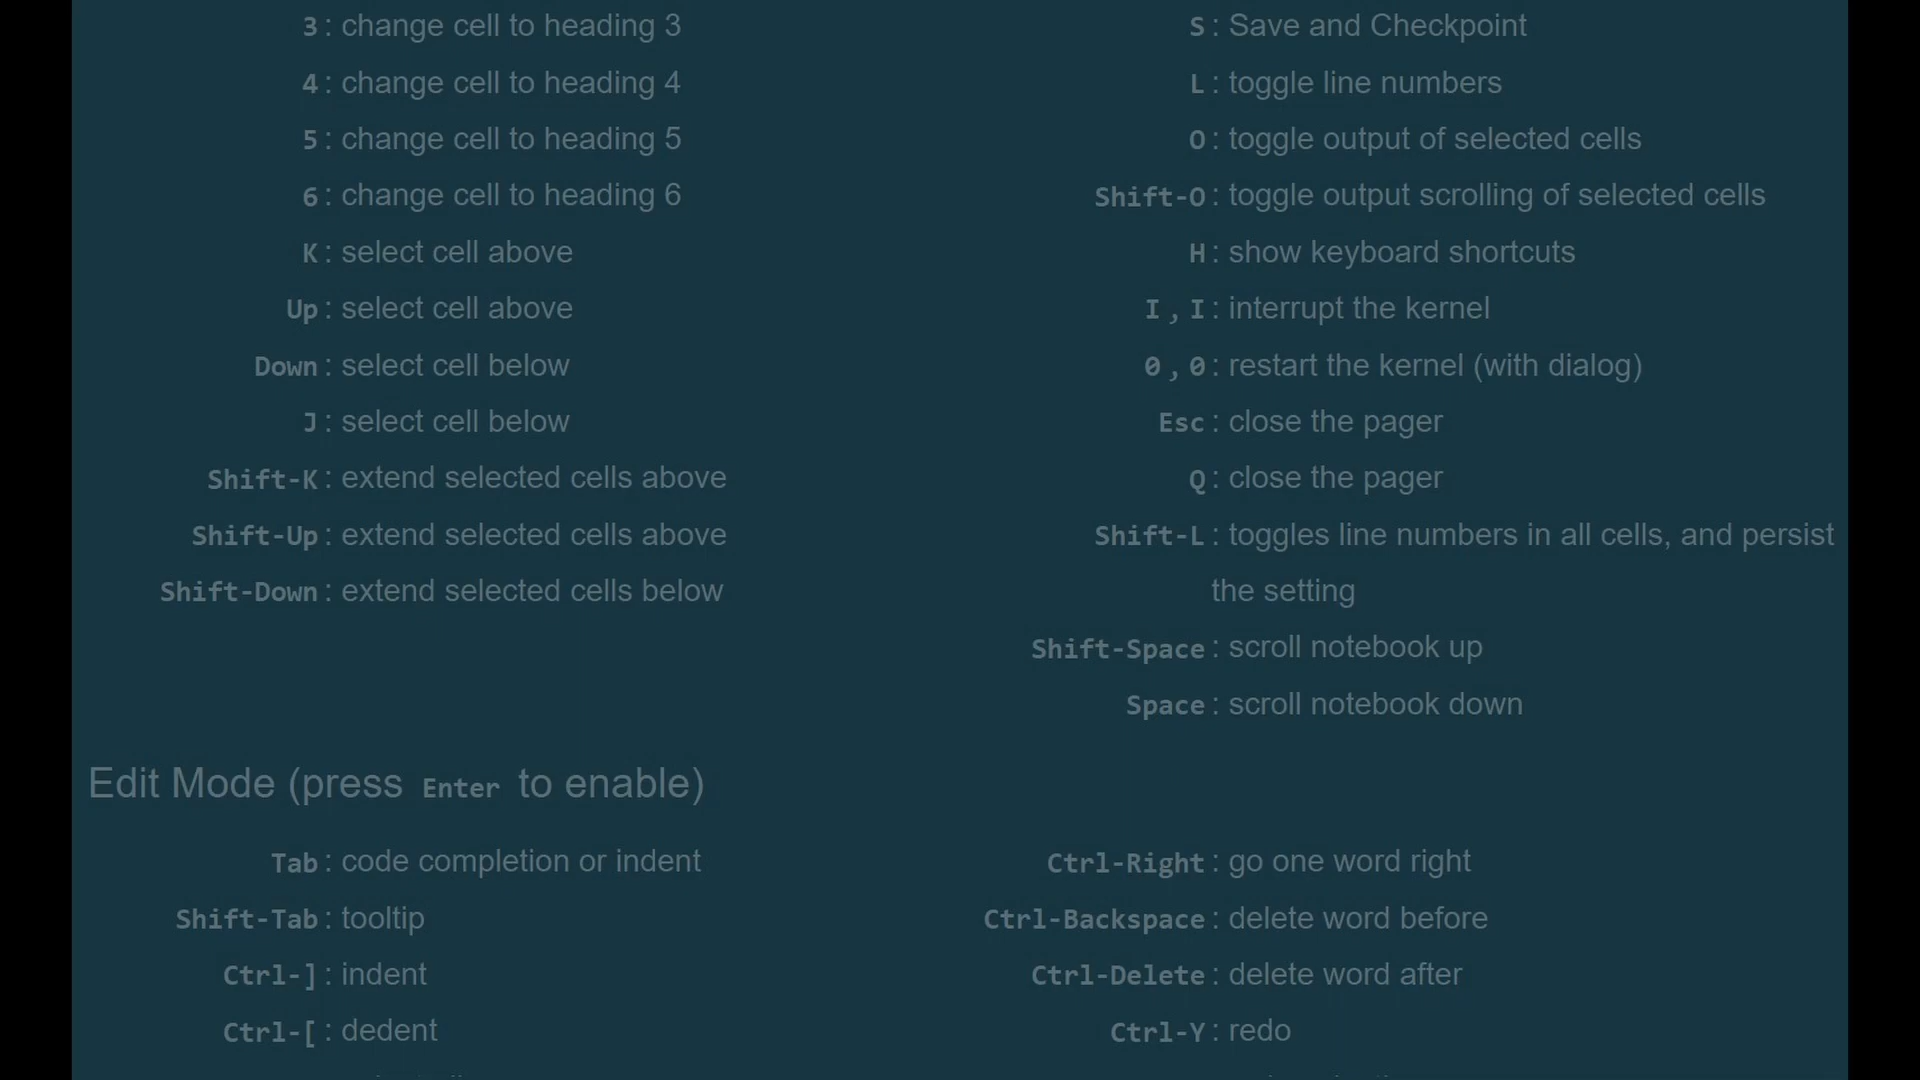 3 : change cell to heading 3
4 : change cell to heading 4
5 : change cell to heading 5
6 : change cell to heading 6
K : select cell above
Up : select cell above
Down : select cell below
J : select cell below
Shift-K : extend selected cells above
Shift-Up : extend selected cells above
Shift-Down : extend selected cells below
S : Save and Checkpoint
L : toggle line numbers
O : toggle output of selected cells
Shift-O : toggle output scrolling of selected cells
H : show keyboard shortcuts
I , I : interrupt the kernel
0 , 0 : restart the kernel (with dialog)
Esc : close the pager
Q : close the pager
Shift-L : toggles line numbers in all cells, and persist
the setting
Shift-Space : scroll notebook up
Space : scroll notebook down
Edit Mode (press Enter to enable)
Tab : code completion or indent
Shift-Tab : tooltip
Ctrl-] : indent
Ctrl-[ : dedent
Ctrl-Right : go one word right
Ctrl-Backspace : delete word before
Ctrl-Delete : delete word after
Ctrl-Y : redo